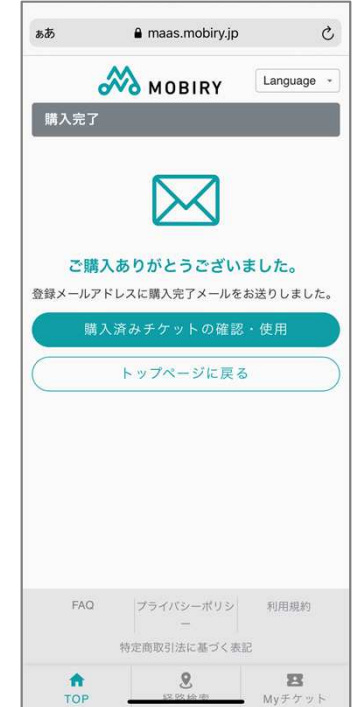 ぁあ maas.mobiry.jp
MOBIRY Language
購入完了
ご購入ありがとうございました。
登録メールアドレスに購入完了メールをお送りしました。
購入済みチケットの確認・使用
トップページに戻る
FAQ プライバシーポリシ 利用規約
ー
特定商取引法に基づく表記
TOP 経路検索 Myチケット